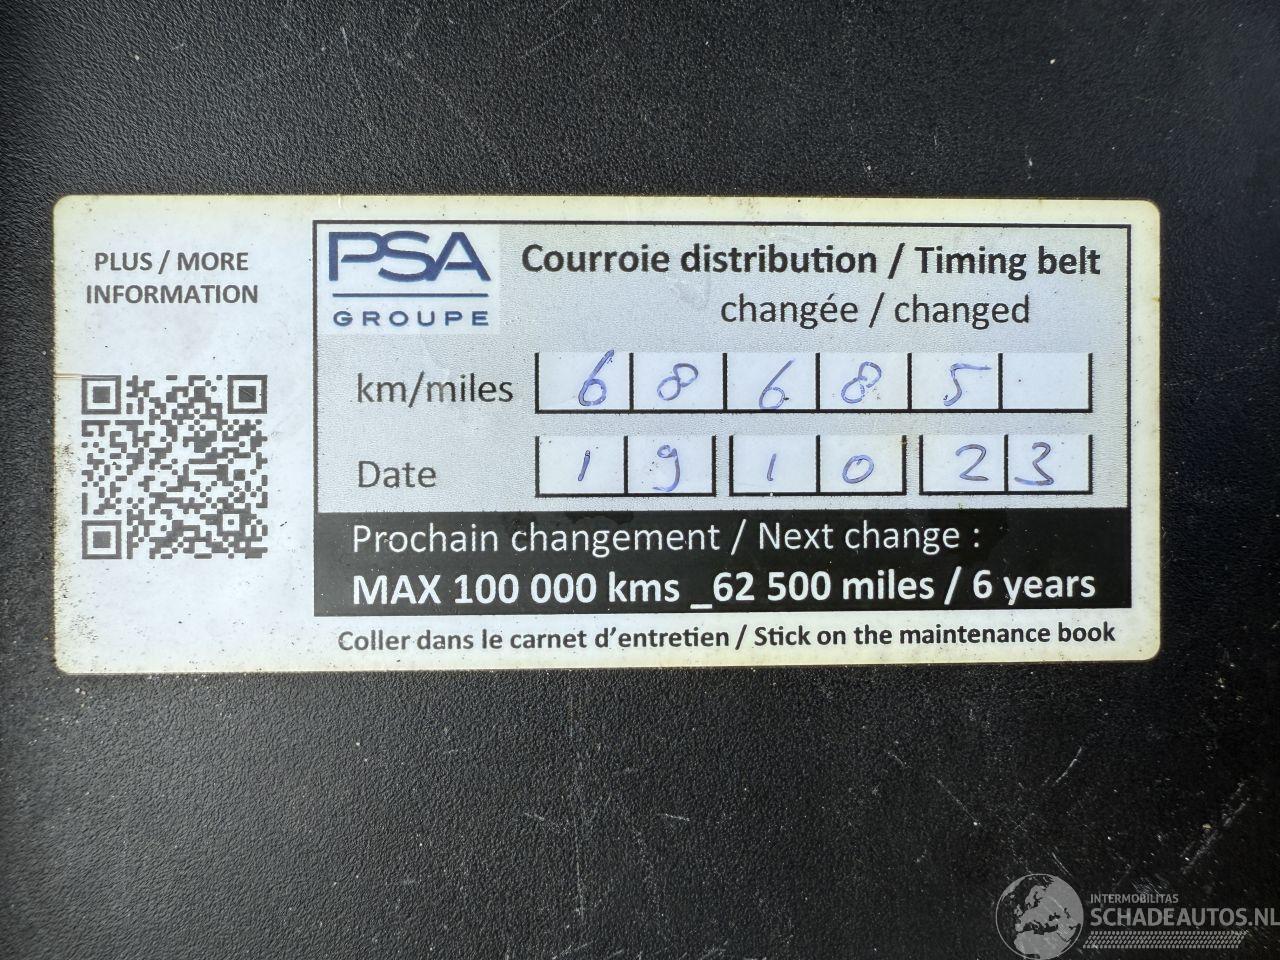 PLUS / MORE
INFORMATION
PSA
GROUPE
Courroie distribution / Timing belt
changée / changed
km/miles 6 8 6 8 5
Date 1 9 1 0 2 3
Prochain changement / Next change :
MAX 100 000 kms _62 500 miles / 6 years
Coller dans le carnet d'entretien / Stick on the maintenance book
INTERMOBILITAS
SCHADEAUTOS.NL